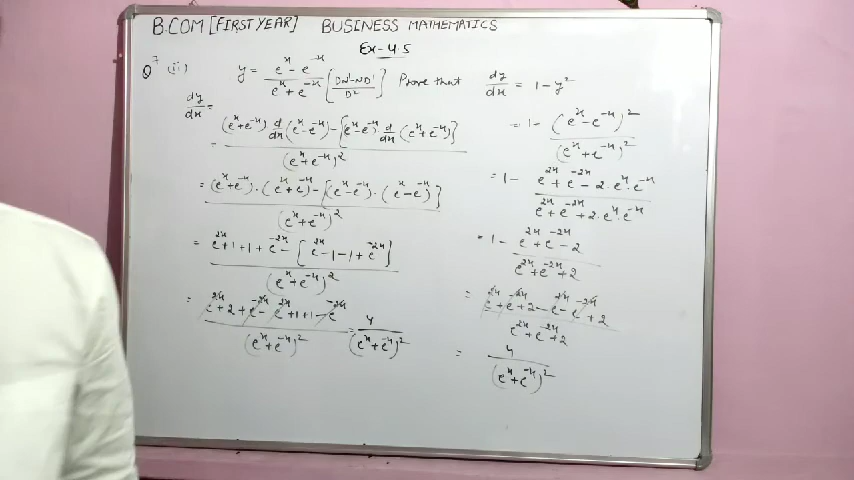 B.COM [FIRST YEAR] BUSINESS MATHEMATICS
Ex-4.5
Q 7 (ii) y = (e^x - e^-x)/(e^x + e^-x) [(DN' - ND')/D^2] Prove that dy/dx = 1 - y^2
dy/dx =
= ((e^x + e^-x) d/dx (e^x - e^-x) - {(e^x - e^-x) d/dx (e^x + e^-x)})/(e^x + e^-x)^2
= ((e^x + e^-x) · (e^x + e^-x) - [(e^x - e^-x) · (e^x - e^-x)])/(e^x + e^-x)^2
= (e^2x + 1 + 1 + e^-2x - [e^2x - 1 - 1 + e^-2x])/(e^x + e^-x)^2
= (e^2x + 2 + e^-2x - e^2x + 1 + 1 - e^-2x)/(e^x + e^-x)^2 = 4/(e^x + e^-x)^2
= 1 - (e^x - e^-x)^2/(e^x + e^-x)^2
= 1 - (e^2x + e^-2x - 2 · e^x · e^-x)/(e^2x + e^-2x + 2 · e^x · e^-x)
= 1 - (e^2x + e^-2x - 2)/(e^2x + e^-2x + 2)
= (e^2x + e^-2x + 2 - e^2x - e^-2x + 2)/(e^2x + e^-2x + 2)
= 4/(e^x + e^-x)^2